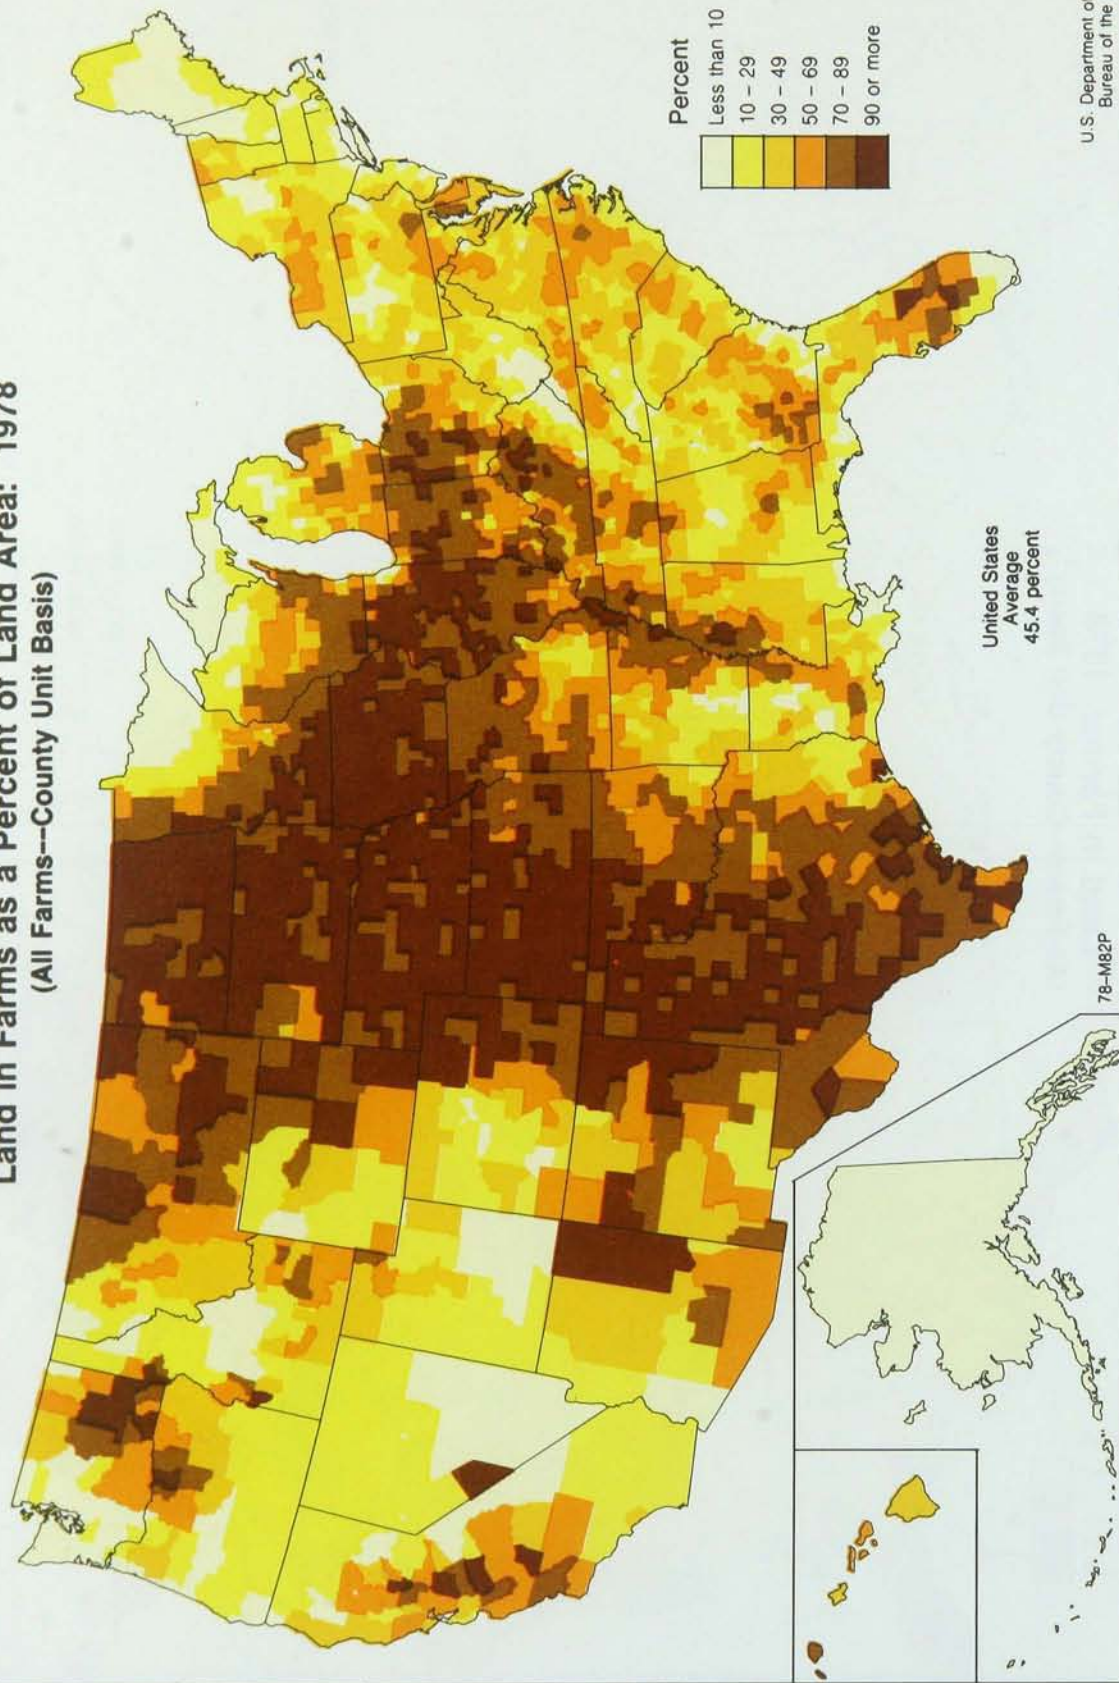 Land in Farms as a Percent of Land Area: 1978
(All Farms--County Unit Basis)
Percent
Less than 10
10 - 29
30 - 49
50 - 69
70 - 89
90 or more
United States
Average
45.4 percent
78-M82P
U.S. Department of
Bureau of the